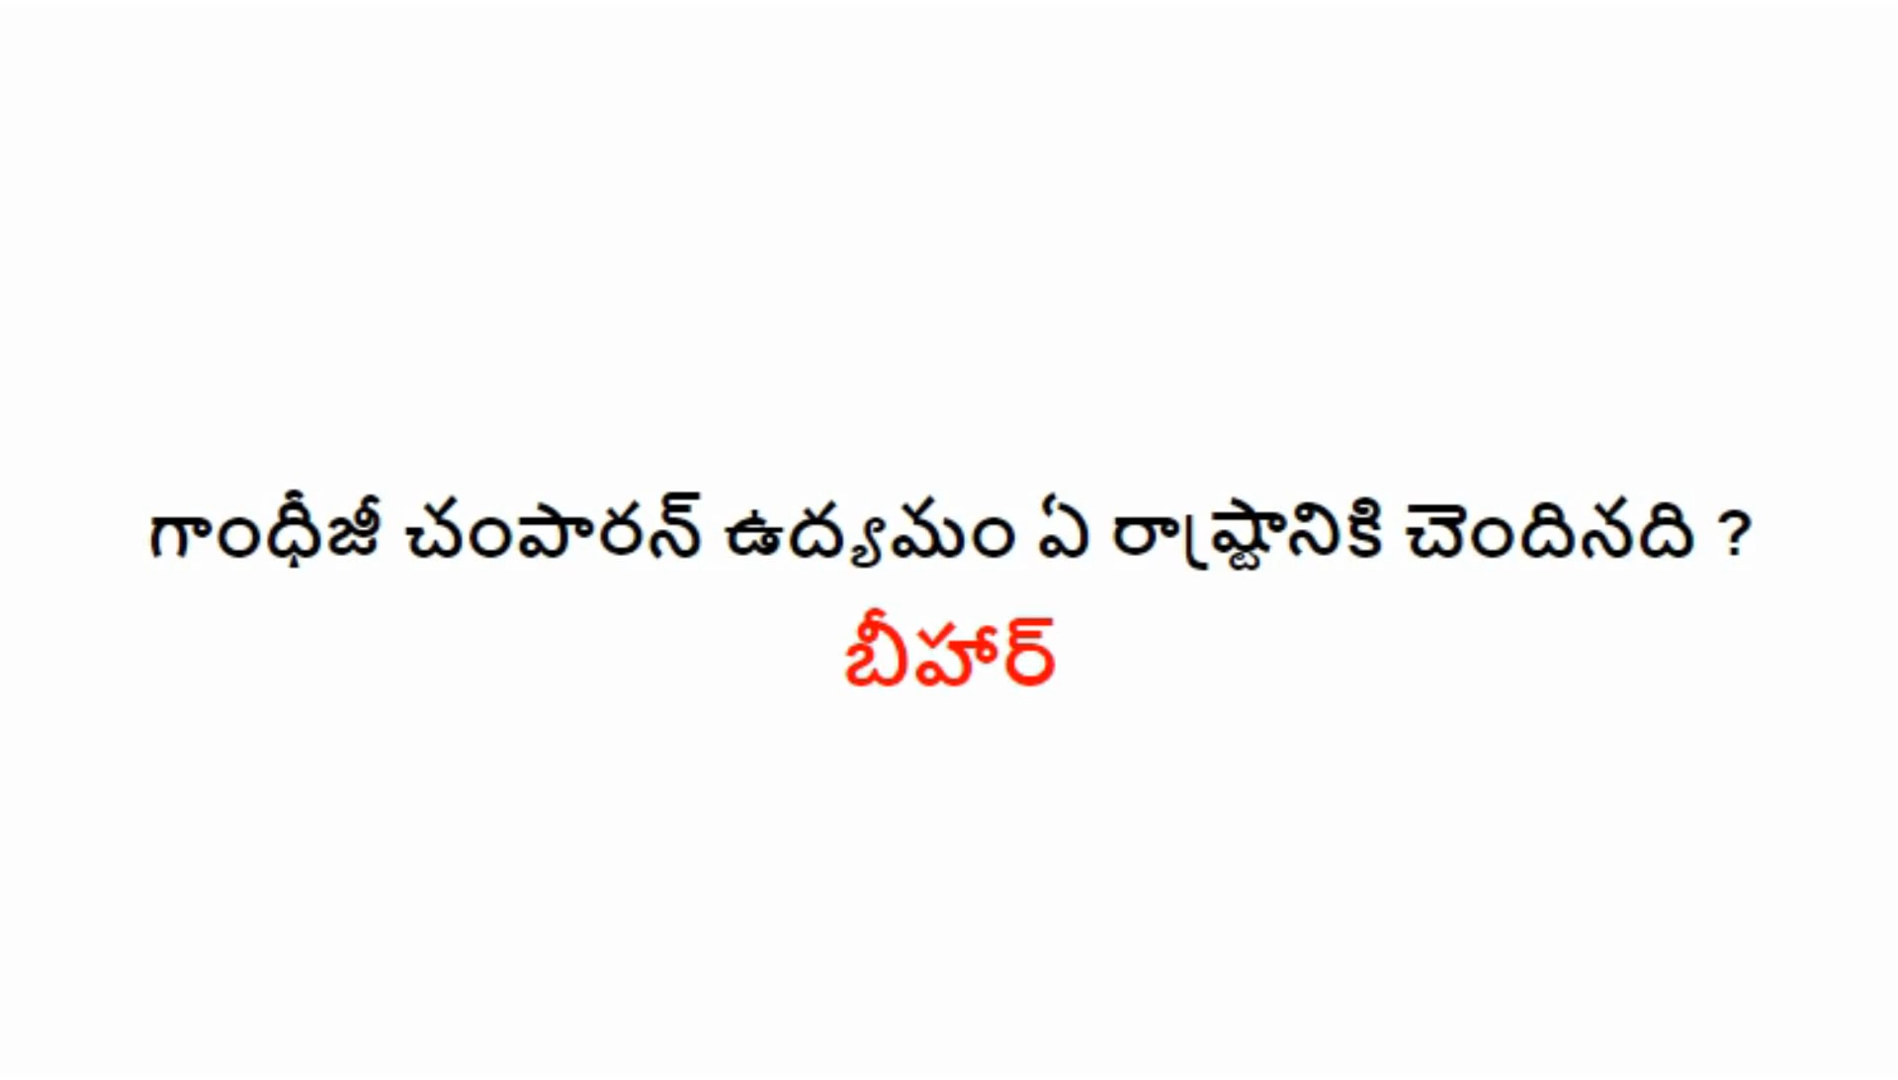 గాంధీజీ చంపారన్ ఉద్యమం ఏ రాష్ట్రానికి చెందినది ?
బీహార్